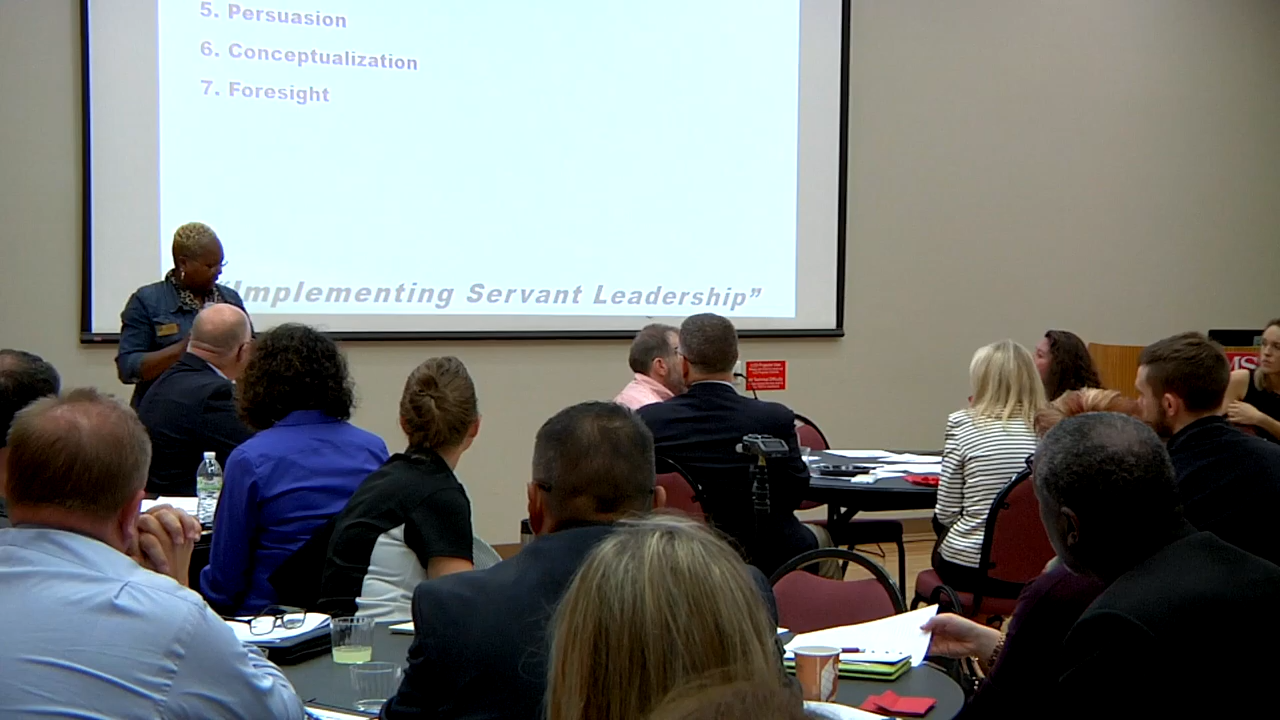 5. Persuasion
6. Conceptualization
7. Foresight
"Implementing Servant Leadership"